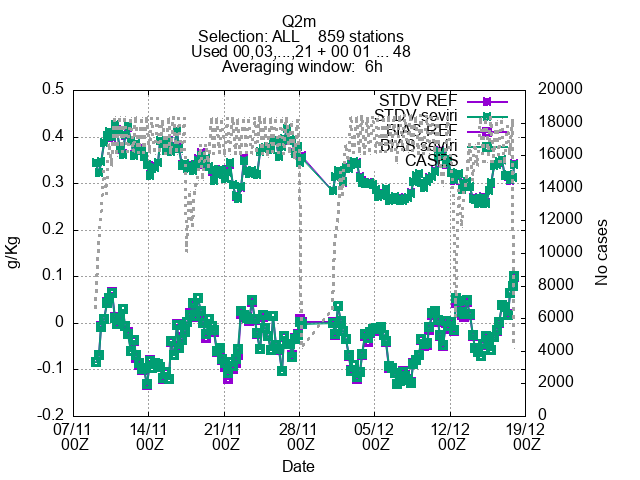 Q2m
Selection: ALL 859 stations
Used 00,03,...,21 + 00 01 ... 48
Averaging window: 6h
STDV REF
STDV seviri
BIAS REF
BIAS seviri
CASES
0.5
0.4
0.3
0.2
0.1
0
-0.1
-0.2
g/Kg
20000
18000
16000
14000
12000
10000
8000
6000
4000
2000
0
No cases
07/11 14/11 21/11 28/11 05/12 12/12 19/12
00Z 00Z 00Z 00Z 00Z 00Z 00Z
Date